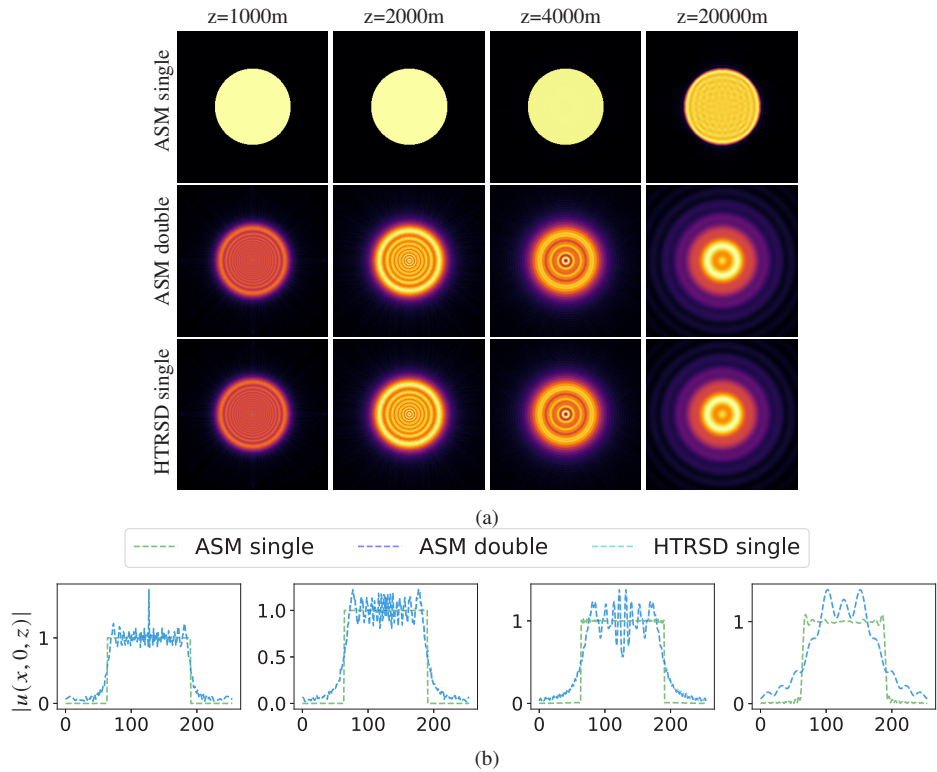 z=1000m z=2000m z=4000m z=20000m
ASM single
ASM double
HTRSD single
(a)
ASM single ASM double HTRSD single
|u(x, 0, z)|
1
0
0 100 200
1.0
0.5
0.0
0 100 200
1
0
0 100 200
1
0
0 100 200
(b)